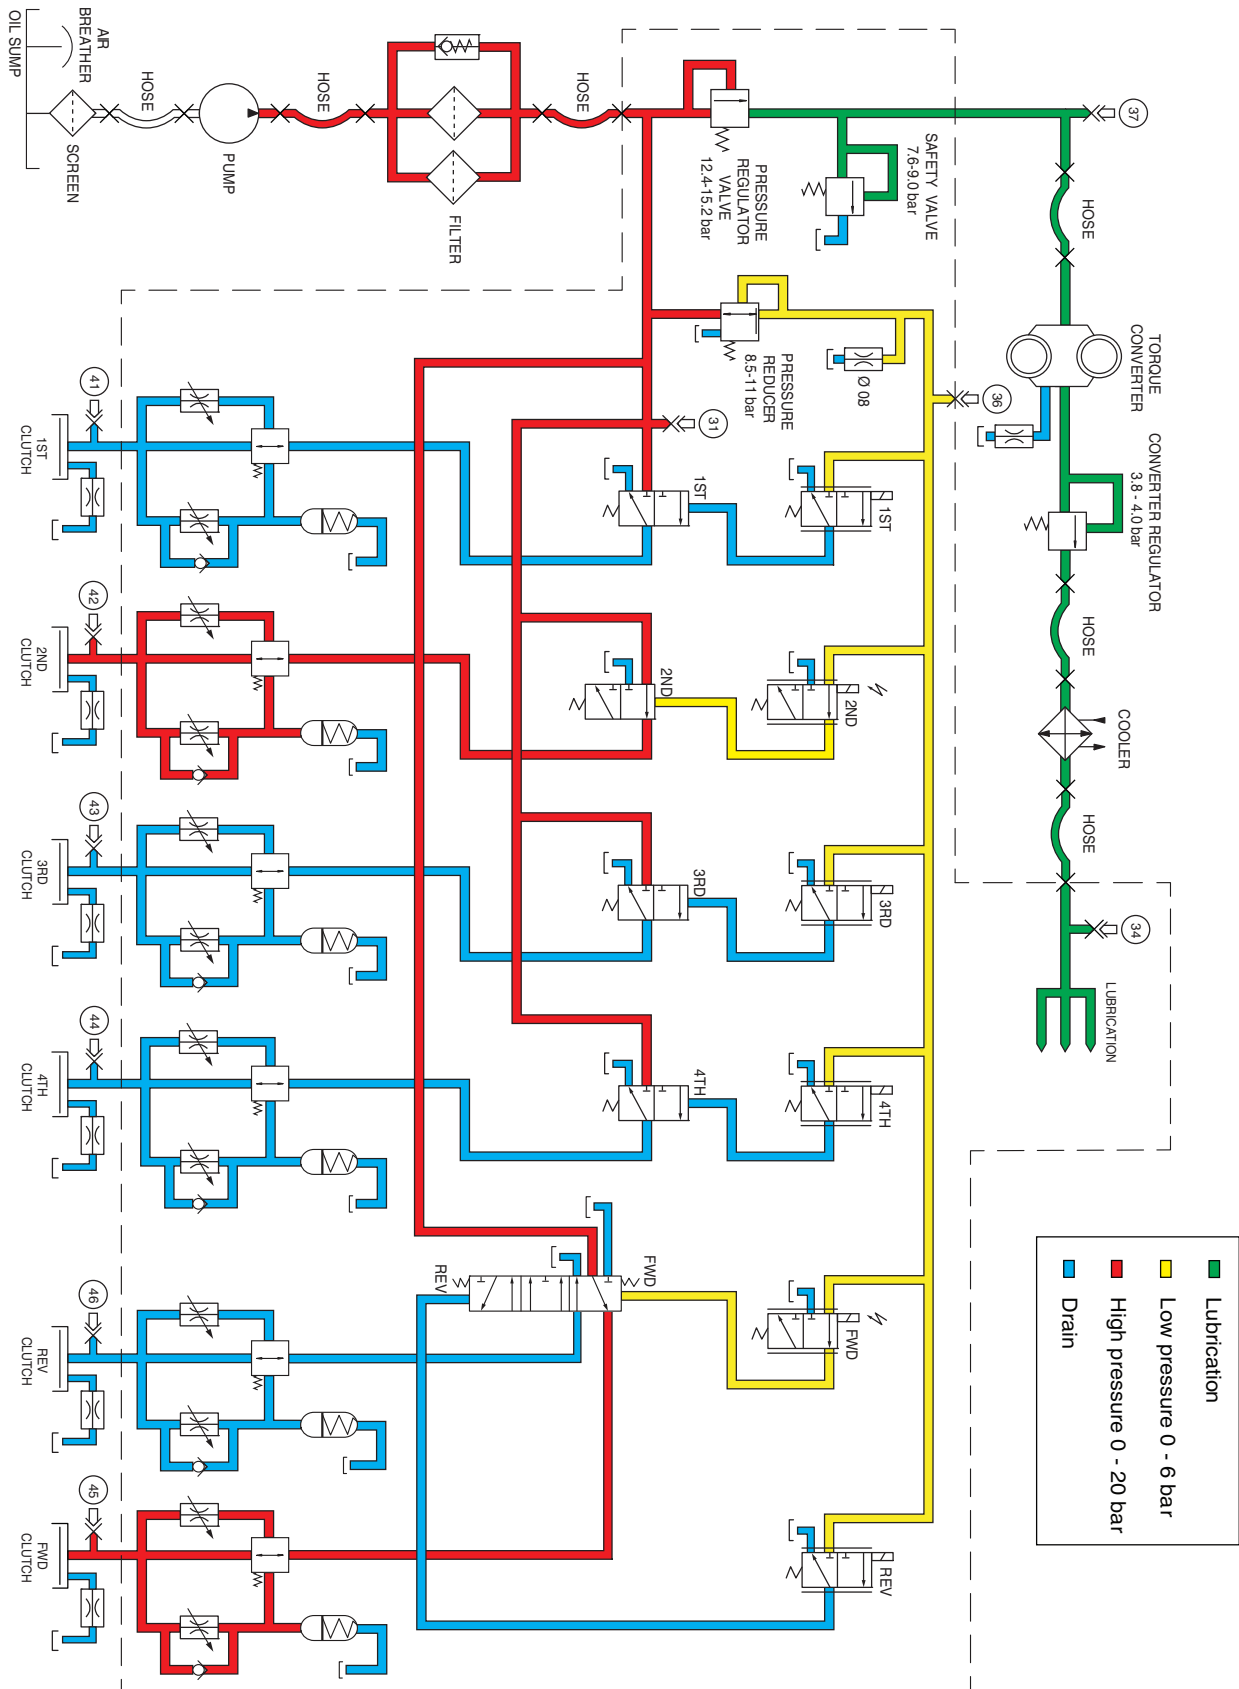 AIR
BREATHER
OIL SUMP
SCREEN
HOSE
PUMP
HOSE
FILTER
HOSE
PRESSURE
REGULATOR
VALVE
12.4-15.2 bar
SAFETY VALVE
7.6-9.0 bar
37
HOSE
TORQUE
CONVERTER
CONVERTER REGULATOR
3.8 - 4.0 bar
HOSE
COOLER
HOSE
34
LUBRICATION
PRESSURE
REDUCER
8.5-11 bar
Ø 08
36
31
1ST
2ND
3RD
4TH
FWD
REV
1ST
2ND
3RD
4TH
FWD
REV
41
1ST
CLUTCH
42
2ND
CLUTCH
43
3RD
CLUTCH
44
4TH
CLUTCH
46
REV
CLUTCH
45
FWD
CLUTCH
Lubrication
Low pressure 0 - 6 bar
High pressure 0 - 20 bar
Drain